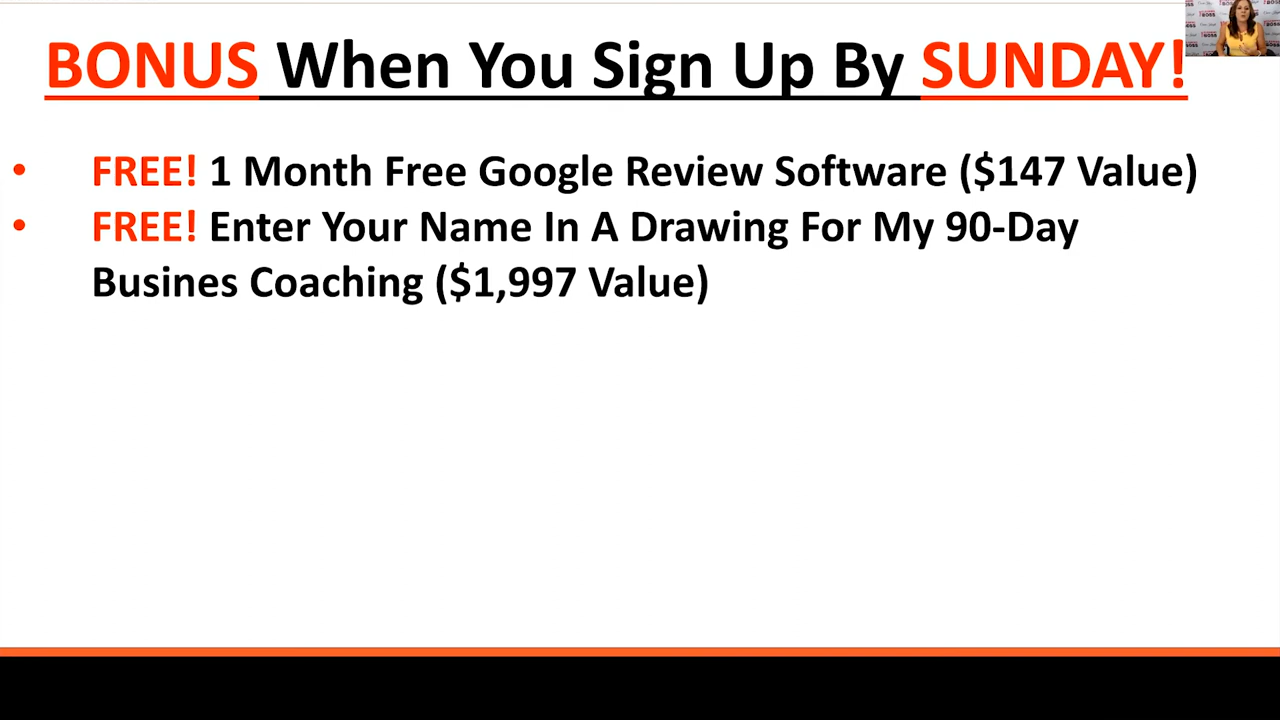 BONUS When You Sign Up By SUNDAY!
• FREE! 1 Month Free Google Review Software ($147 Value)
• FREE! Enter Your Name In A Drawing For My 90-Day
Busines Coaching ($1,997 Value)
BOSS